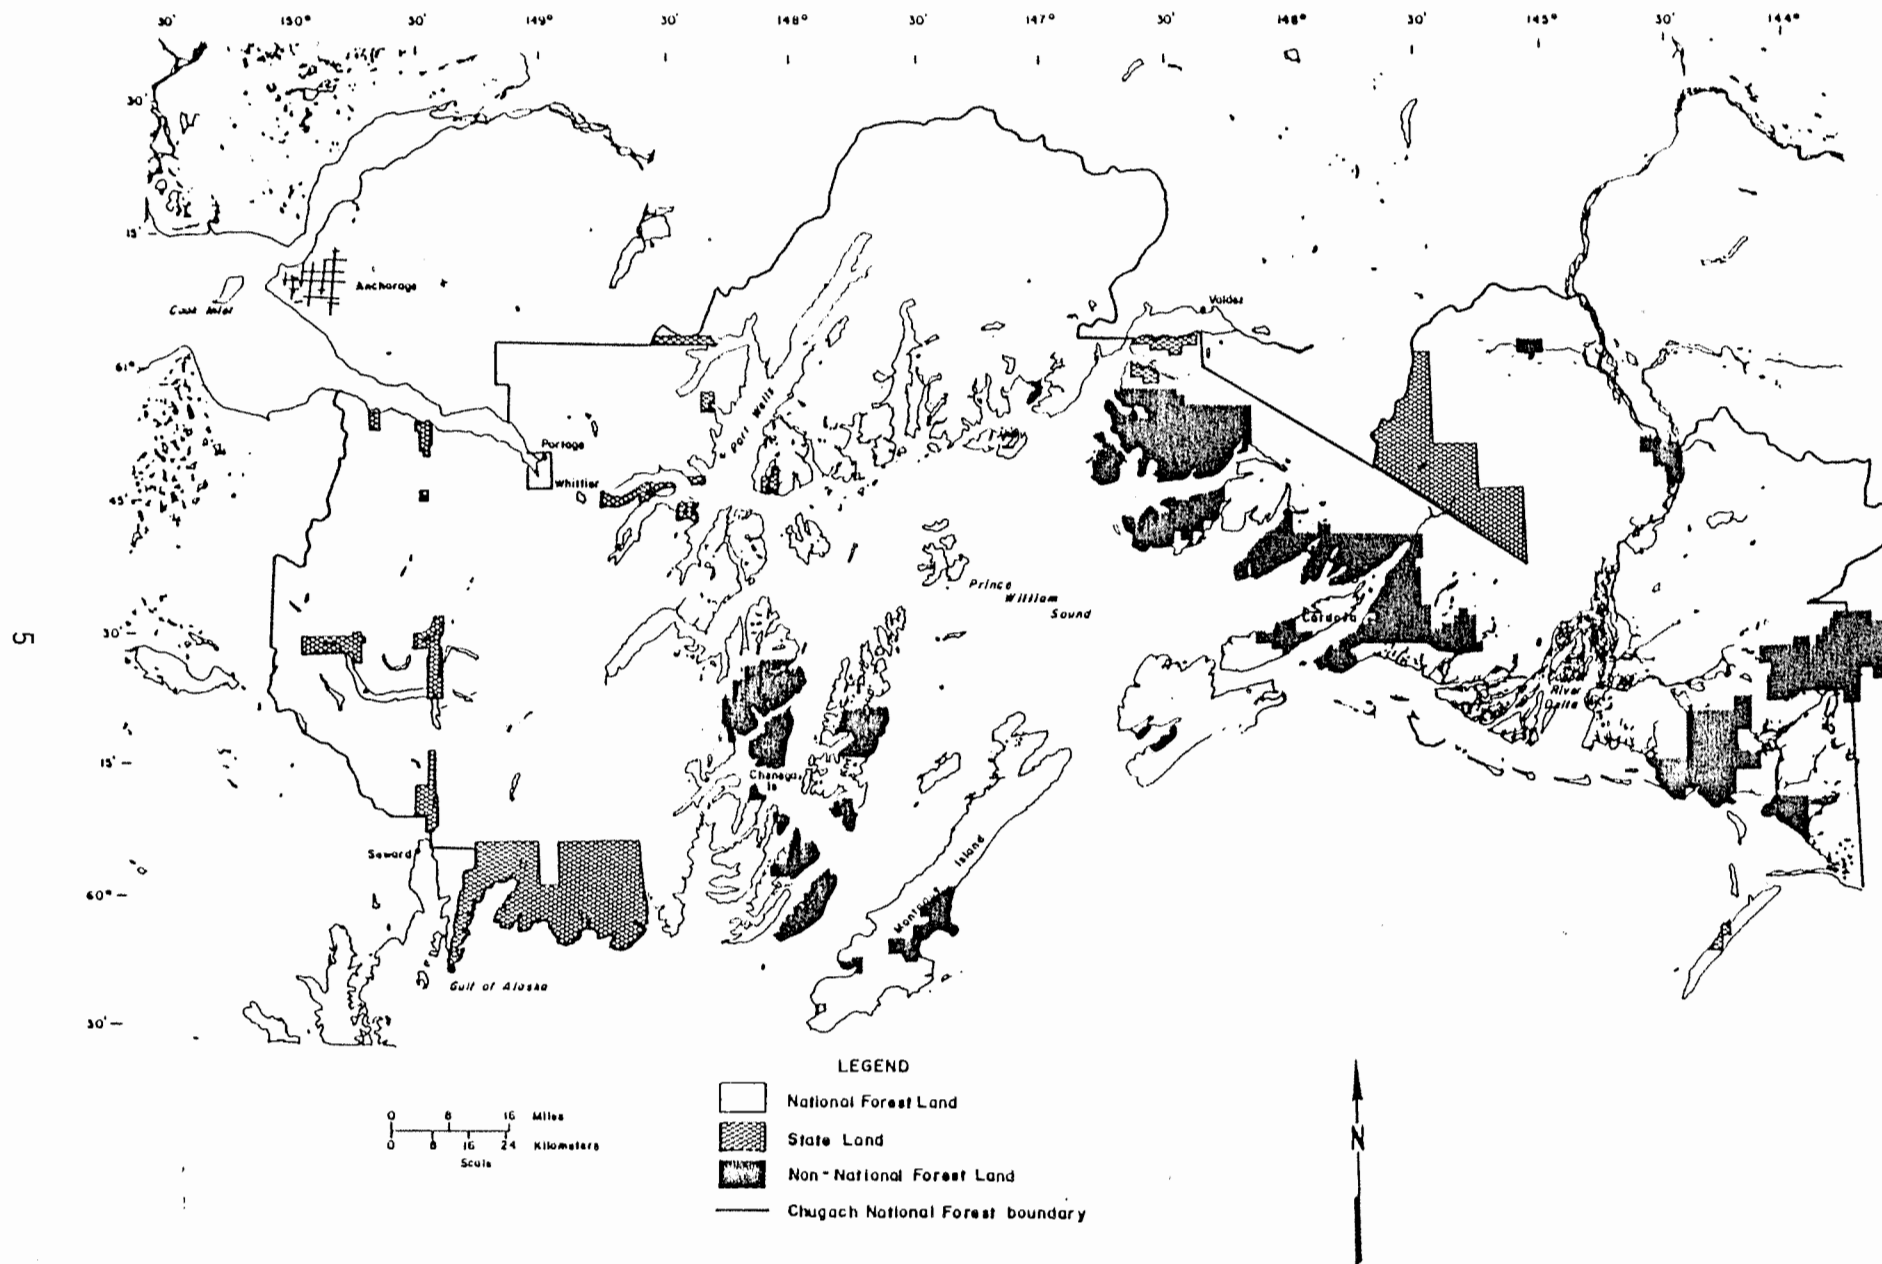 30' 150° 30' 149° 30' 148° 30' 147° 30' 146° 30' 145° 30' 144°
30'
15'
Anchorage
Cook Inlet
Valdez
61°
Port Wells
Portage
Whittier
45'
Prince
William
Sound
30'
Cordova
River
Delta
15'
Chenega
Is
Seward
Island
60°
Gulf of Alaska
30'
LEGEND
National Forest Land
0 8 16 Miles
State Land
0 8 16 24 Kilometers
Scale
N
Non-National Forest Land
Chugach National Forest boundary
5